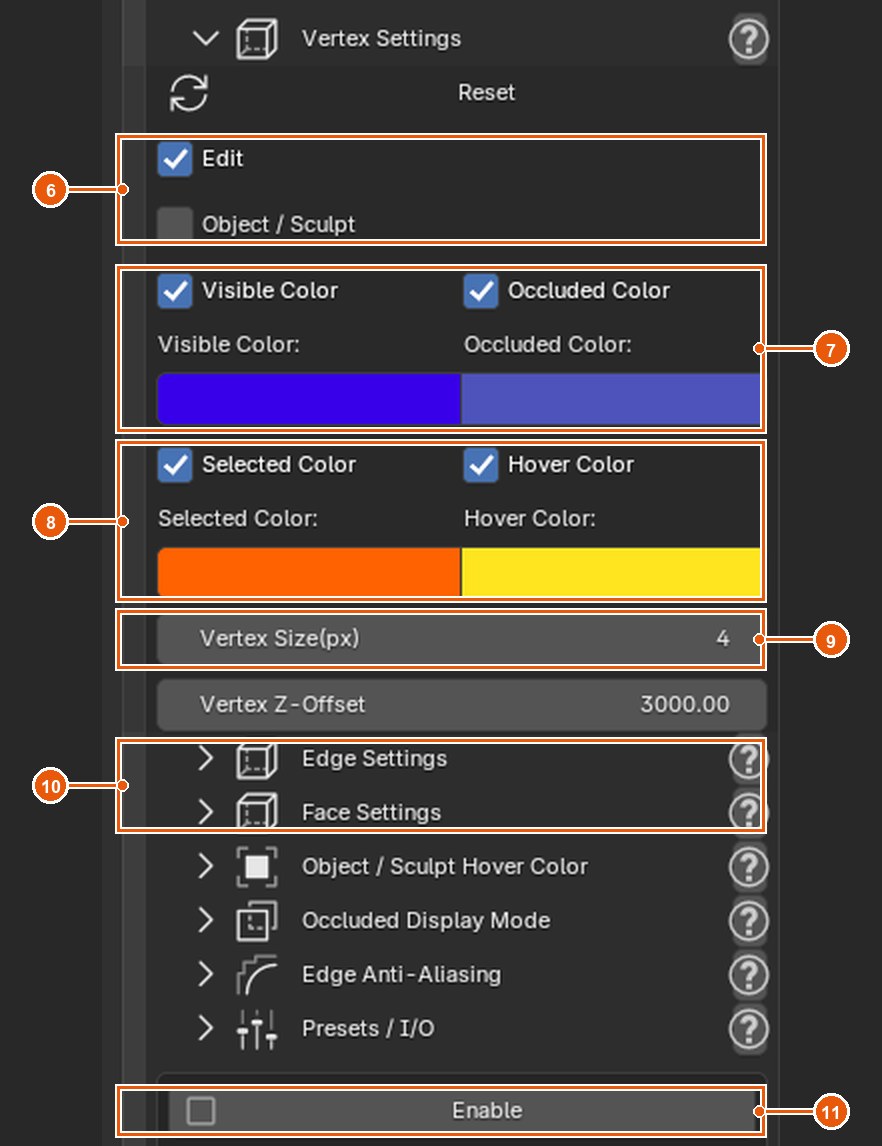 Vertex Settings ?
Reset
Edit
6
Object / Sculpt
Visible Color Occluded Color
Visible Color: Occluded Color:
7
Selected Color Hover Color
8
Selected Color: Hover Color:
Vertex Size(px) 4
9
Vertex Z-Offset 3000.00
Edge Settings ?
10
Face Settings ?
Object / Sculpt Hover Color ?
Occluded Display Mode ?
Edge Anti-Aliasing ?
Presets / I/O ?
Enable
11